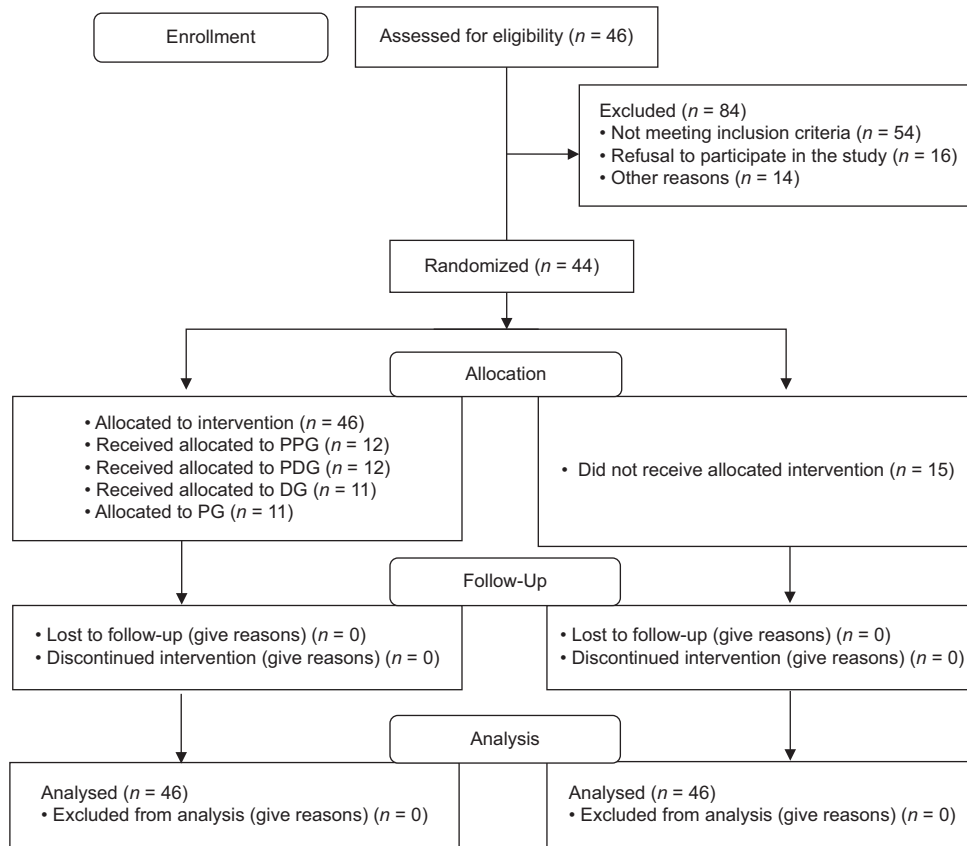 Enrollment
Assessed for eligibility (n = 46)
Excluded (n = 84)
• Not meeting inclusion criteria (n = 54)
• Refusal to participate in the study (n = 16)
• Other reasons (n = 14)
Randomized (n = 44)
Allocation
• Allocated to intervention (n = 46)
• Received allocated to PPG (n = 12)
• Received allocated to PDG (n = 12)
• Received allocated to DG (n = 11)
• Allocated to PG (n = 11)
• Did not receive allocated intervention (n = 15)
Follow-Up
• Lost to follow-up (give reasons) (n = 0)
• Discontinued intervention (give reasons) (n = 0)
• Lost to follow-up (give reasons) (n = 0)
• Discontinued intervention (give reasons) (n = 0)
Analysis
Analysed (n = 46)
• Excluded from analysis (give reasons) (n = 0)
Analysed (n = 46)
• Excluded from analysis (give reasons) (n = 0)